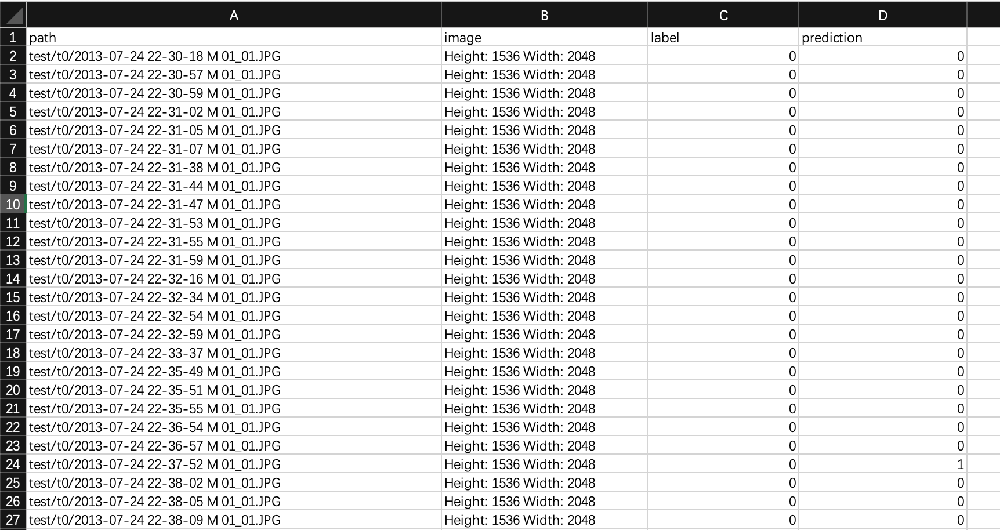 A B C D
1 path image label prediction
2 test/t0/2013-07-24 22-30-18 M 01_01.JPG Height: 1536 Width: 2048 0 0
3 test/t0/2013-07-24 22-30-57 M 01_01.JPG Height: 1536 Width: 2048 0 0
4 test/t0/2013-07-24 22-30-59 M 01_01.JPG Height: 1536 Width: 2048 0 0
5 test/t0/2013-07-24 22-31-02 M 01_01.JPG Height: 1536 Width: 2048 0 0
6 test/t0/2013-07-24 22-31-05 M 01_01.JPG Height: 1536 Width: 2048 0 0
7 test/t0/2013-07-24 22-31-07 M 01_01.JPG Height: 1536 Width: 2048 0 0
8 test/t0/2013-07-24 22-31-38 M 01_01.JPG Height: 1536 Width: 2048 0 0
9 test/t0/2013-07-24 22-31-44 M 01_01.JPG Height: 1536 Width: 2048 0 0
10 test/t0/2013-07-24 22-31-47 M 01_01.JPG Height: 1536 Width: 2048 0 0
11 test/t0/2013-07-24 22-31-53 M 01_01.JPG Height: 1536 Width: 2048 0 0
12 test/t0/2013-07-24 22-31-55 M 01_01.JPG Height: 1536 Width: 2048 0 0
13 test/t0/2013-07-24 22-31-59 M 01_01.JPG Height: 1536 Width: 2048 0 0
14 test/t0/2013-07-24 22-32-16 M 01_01.JPG Height: 1536 Width: 2048 0 0
15 test/t0/2013-07-24 22-32-34 M 01_01.JPG Height: 1536 Width: 2048 0 0
16 test/t0/2013-07-24 22-32-54 M 01_01.JPG Height: 1536 Width: 2048 0 0
17 test/t0/2013-07-24 22-32-59 M 01_01.JPG Height: 1536 Width: 2048 0 0
18 test/t0/2013-07-24 22-33-37 M 01_01.JPG Height: 1536 Width: 2048 0 0
19 test/t0/2013-07-24 22-35-49 M 01_01.JPG Height: 1536 Width: 2048 0 0
20 test/t0/2013-07-24 22-35-51 M 01_01.JPG Height: 1536 Width: 2048 0 0
21 test/t0/2013-07-24 22-35-55 M 01_01.JPG Height: 1536 Width: 2048 0 0
22 test/t0/2013-07-24 22-36-54 M 01_01.JPG Height: 1536 Width: 2048 0 0
23 test/t0/2013-07-24 22-36-57 M 01_01.JPG Height: 1536 Width: 2048 0 0
24 test/t0/2013-07-24 22-37-52 M 01_01.JPG Height: 1536 Width: 2048 0 1
25 test/t0/2013-07-24 22-38-02 M 01_01.JPG Height: 1536 Width: 2048 0 0
26 test/t0/2013-07-24 22-38-05 M 01_01.JPG Height: 1536 Width: 2048 0 0
27 test/t0/2013-07-24 22-38-09 M 01_01.JPG Height: 1536 Width: 2048 0 0